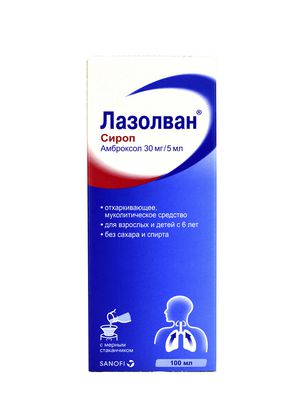 Лазолван®
Сироп
Амброксол 30 мг/5 мл
• отхаркивающее,
муколитическое средство
• для взрослых и детей с 6 лет
• без сахара и спирта
с мерным
стаканчиком
SANOFI
100 мл